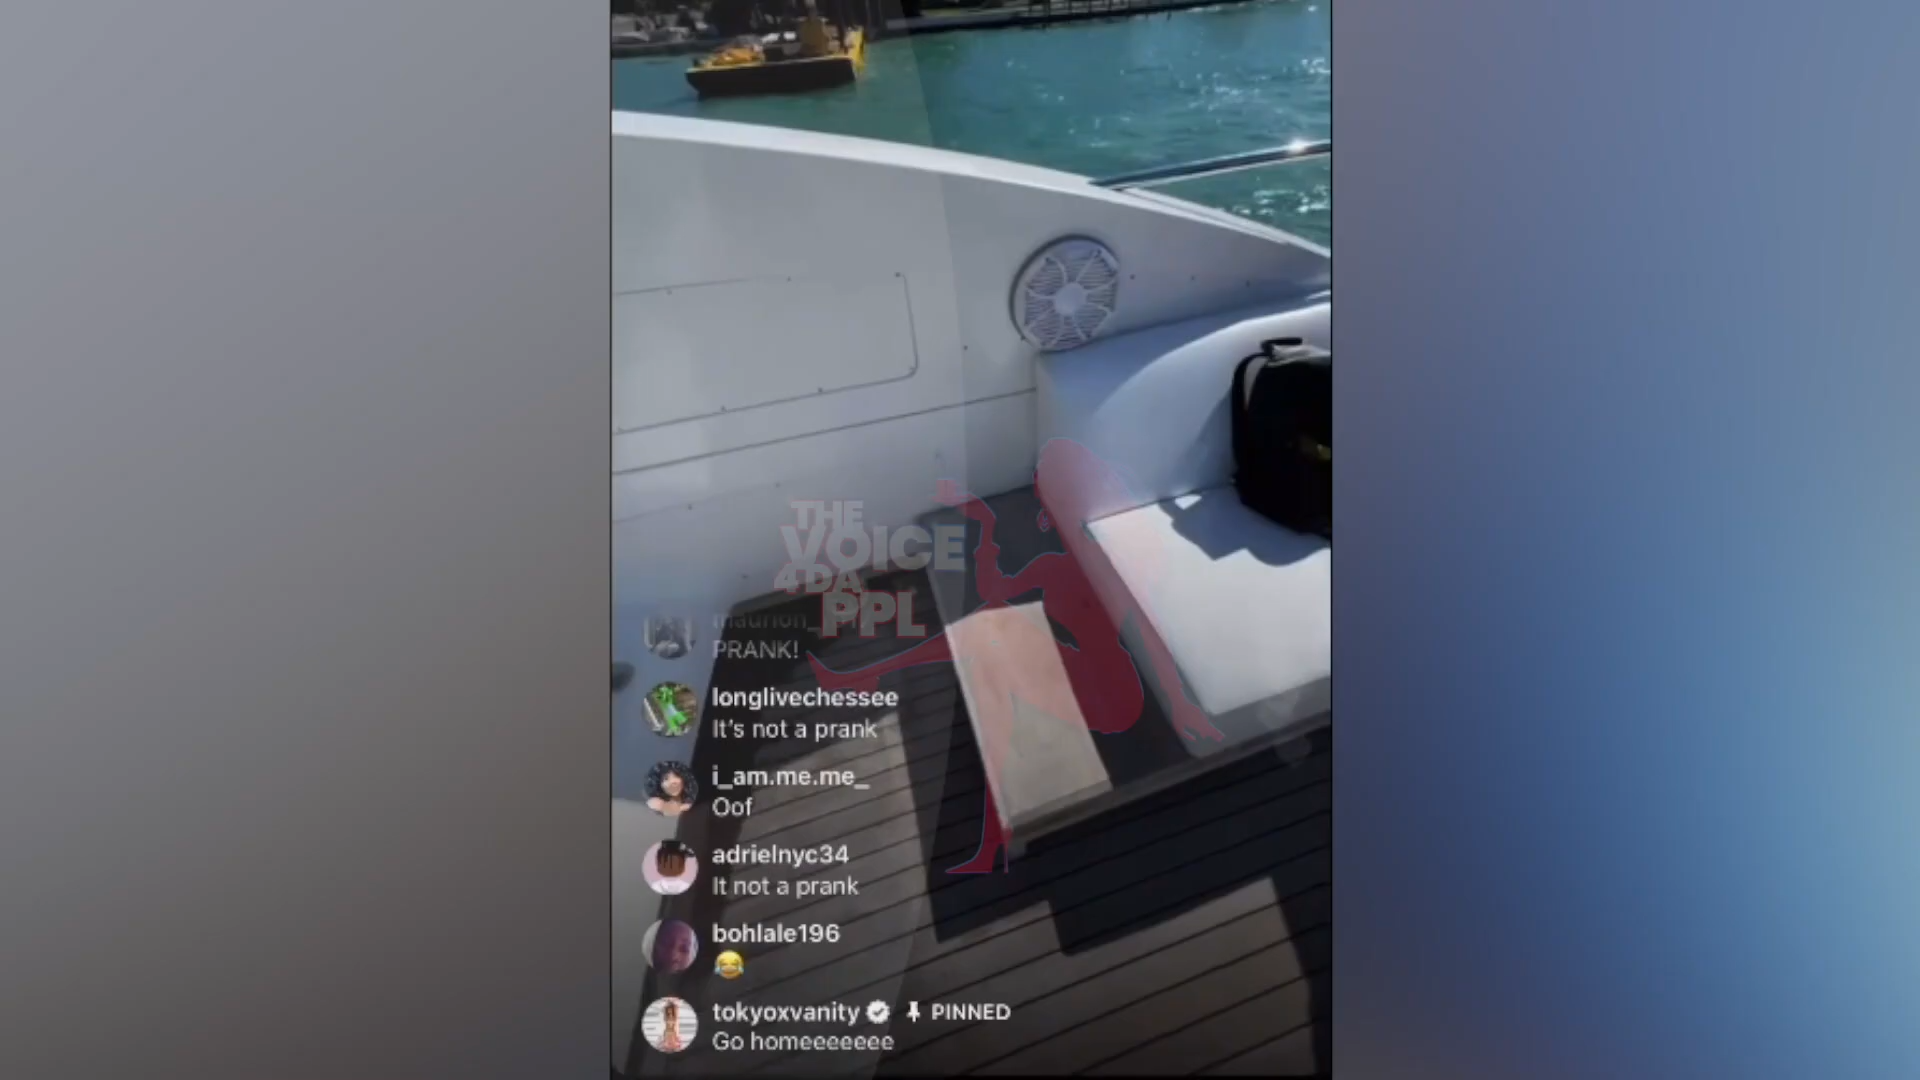 THE
VOICE
4DA
PPL
PRANK!
longlivechessee
It's not a prank
i_am.me.me_
Oof
adrielnyc34
It not a prank
bohlale196
😂
tokyoxvanity PINNED
Go homeeeeeeee